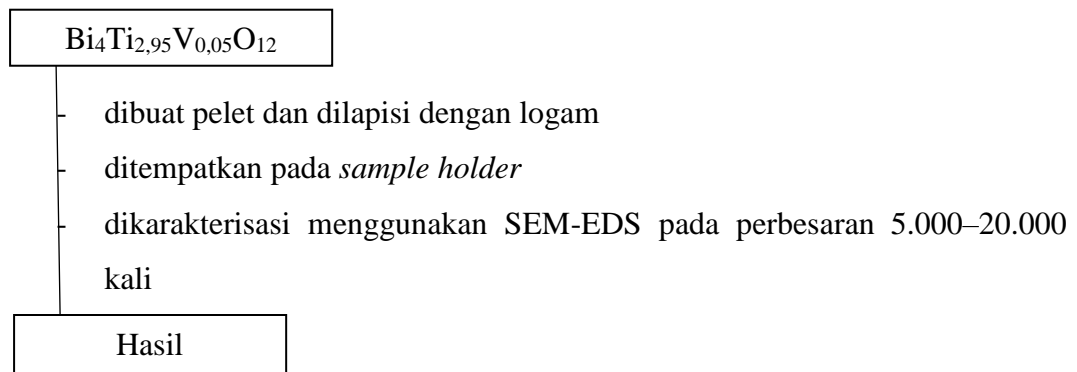 Bi₄Ti₂,₉₅V₀,₀₅O₁₂
- dibuat pelet dan dilapisi dengan logam
- ditempatkan pada sample holder
- dikarakterisasi menggunakan SEM-EDS pada perbesaran 5.000–20.000
kali
Hasil